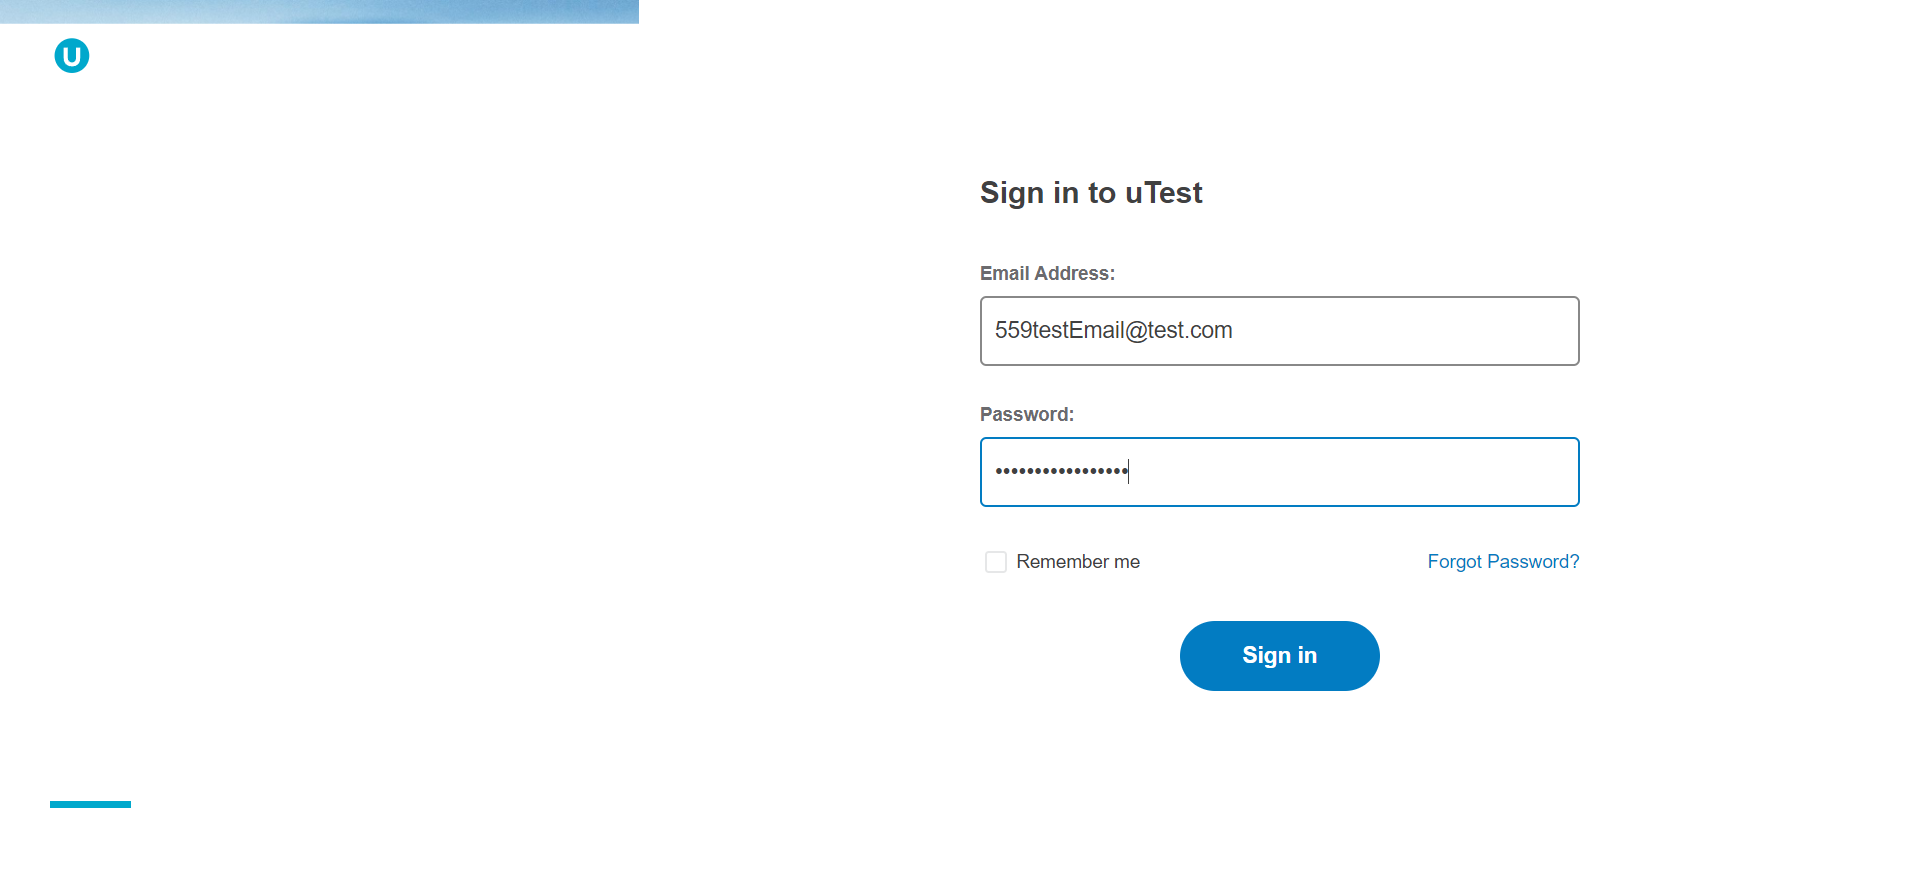 U
Sign in to uTest
Email Address:
559testEmail@test.com
Password:
•••••••••••••••••
Remember me
Forgot Password?
Sign in